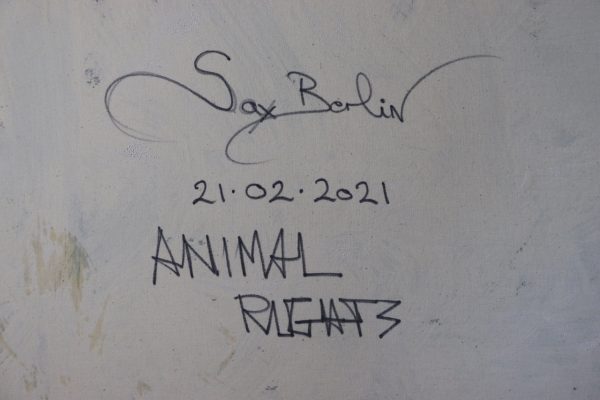 Sax Berlin
21.02.2021
ANIMAL
RIGHTS